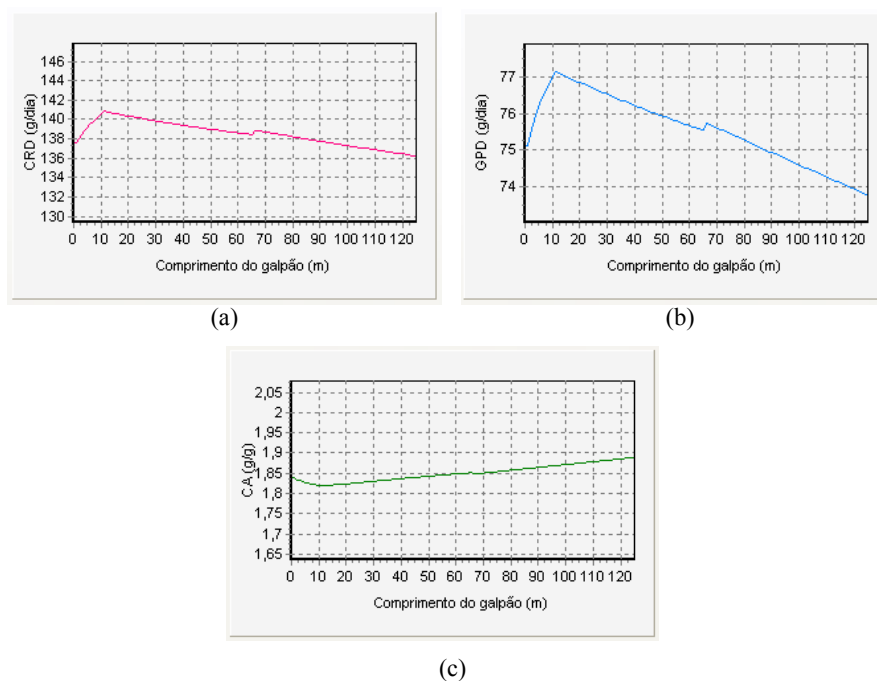 CRD (g/dia)
146
144
142
140
138
136
134
132
130
0 10 20 30 40 50 60 70 80 90 100 110 120
Comprimento do galpão (m)
(a)
GPD (g/dia)
77
76
75
74
0 10 20 30 40 50 60 70 80 90 100 110 120
Comprimento do galpão (m)
(b)
CA (g/g)
2,05
2
1,95
1,9
1,85
1,8
1,75
1,7
1,65
0 10 20 30 40 50 60 70 80 90 100 110 120
Comprimento do galpão (m)
(c)